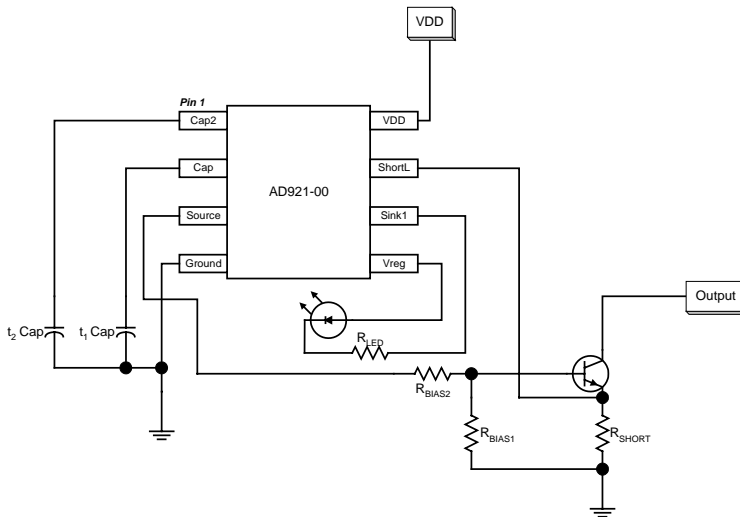 VDD
Pin 1
Cap2
VDD
Cap
ShortL
AD921-00
Source
Sink1
Ground
Vreg
Output
t2 Cap
t1 Cap
RLED
RBIAS2
RBIAS1
RSHORT